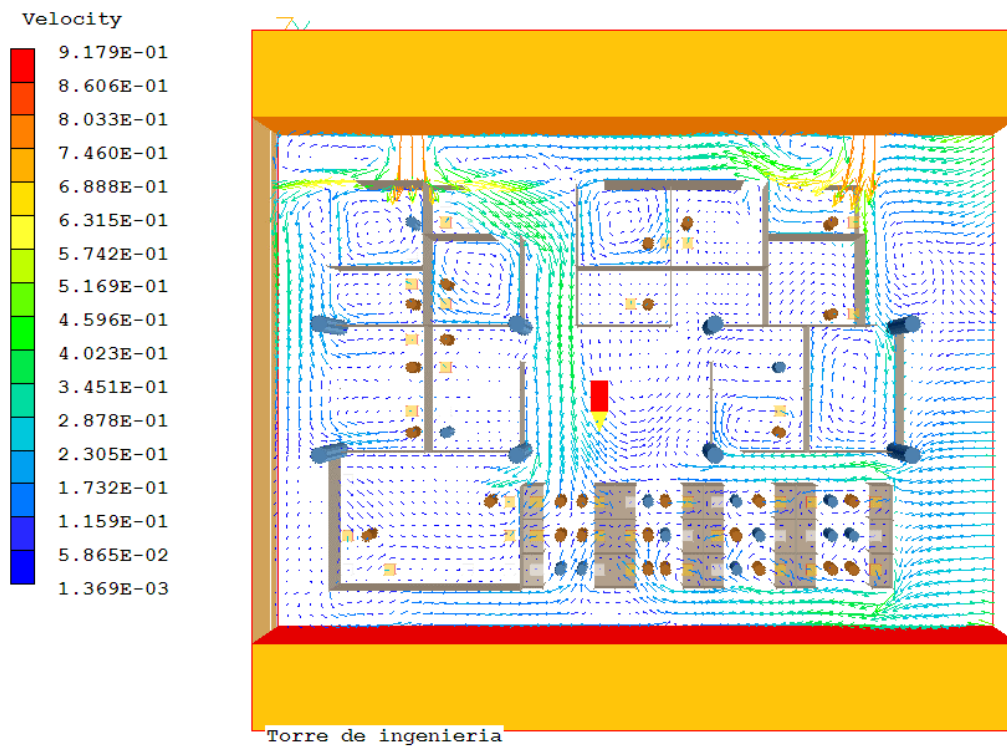 Velocity
9.179E-01
8.606E-01
8.033E-01
7.460E-01
6.888E-01
6.315E-01
5.742E-01
5.169E-01
4.596E-01
4.023E-01
3.451E-01
2.878E-01
2.305E-01
1.732E-01
1.159E-01
5.865E-02
1.369E-03
Torre de ingenieria